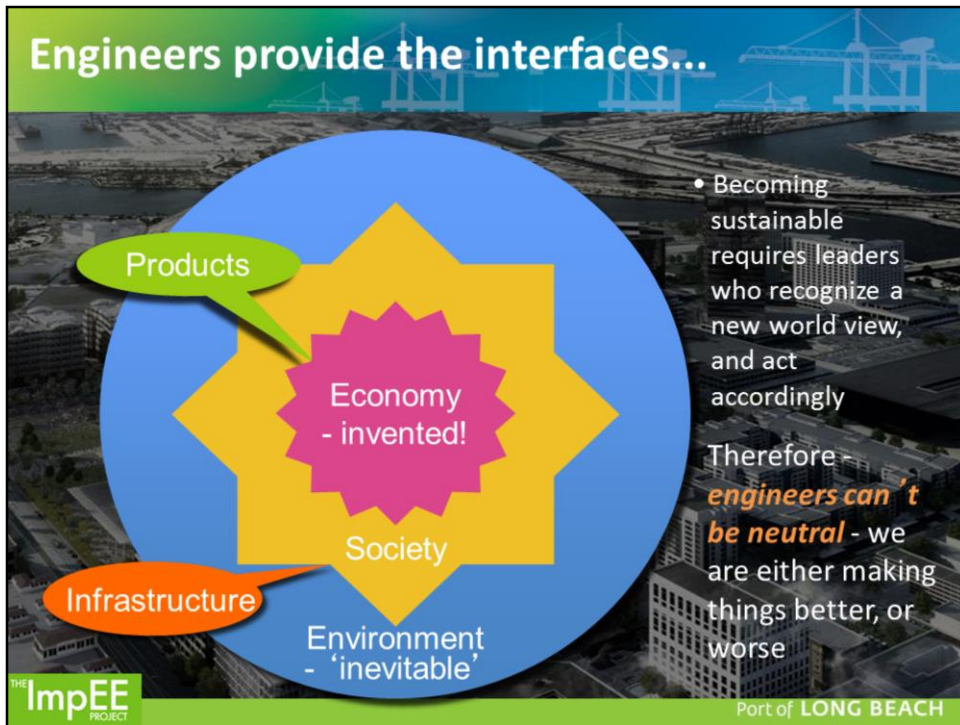 Engineers provide the interfaces...
Products
Economy
- invented!
Society
Infrastructure
Environment
- ‘inevitable’
• Becoming
sustainable
requires leaders
who recognize a
new world view,
and act
accordingly
Therefore -
engineers can ’t
be neutral - we
are either making
things better, or
worse
THE
ImpEE
PROJECT
Port of LONG BEACH